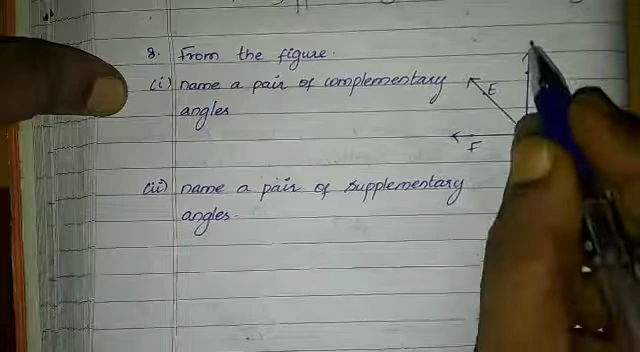 8. From the figure.
(i) name a pair of complementary
angles
E
F
(ii) name a pair of supplementary
angles.